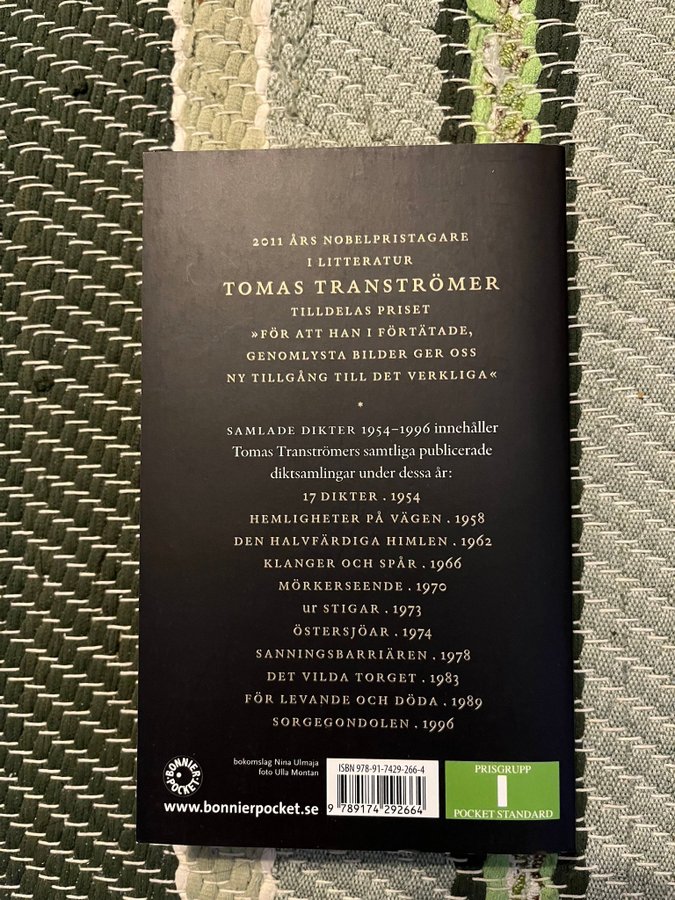 2011 ÅRS NOBELPRISTAGARE
I LITTERATUR
TOMAS TRANSTRÖMER
TILLDELAS PRISET
»FÖR ATT HAN I FÖRTÄTADE,
GENOMLYSTA BILDER GER OSS
NY TILLGÅNG TILL DET VERKLIGA«
*
SAMLADE DIKTER 1954–1996 innehåller
Tomas Tranströmers samtliga publicerade
diktsamlingar under dessa år:
17 DIKTER . 1954
HEMLIGHETER PÅ VÄGEN . 1958
DEN HALVFÄRDIGA HIMLEN . 1962
KLANGER OCH SPÅR . 1966
MÖRKERSEENDE . 1970
ur STIGAR . 1973
ÖSTERSJÖAR . 1974
SANNINGSBARRIÄREN . 1978
DET VILDA TORGET . 1983
FÖR LEVANDE OCH DÖDA . 1989
SORGEGONDOLEN . 1996
BONNIER POCKET
bokomslag Nina Ulmaja
foto Ulla Montan
www.bonnierpocket.se
ISBN 978-91-7429-266-4
9 789174 292664
PRISGRUPP
I
POCKET STANDARD